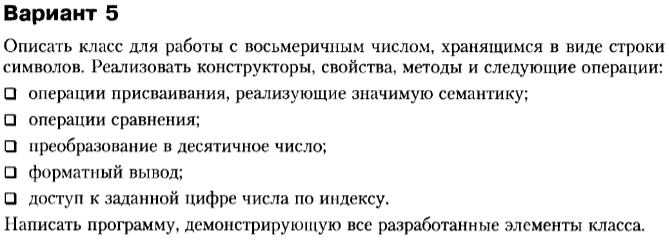 Вариант 5
Описать класс для работы с восьмеричным числом, хранящимся в виде строки
символов. Реализовать конструкторы, свойства, методы и следующие операции:
❑ операции присваивания, реализующие значимую семантику;
❑ операции сравнения;
❑ преобразование в десятичное число;
❑ форматный вывод;
❑ доступ к заданной цифре числа по индексу.
Написать программу, демонстрирующую все разработанные элементы класса.